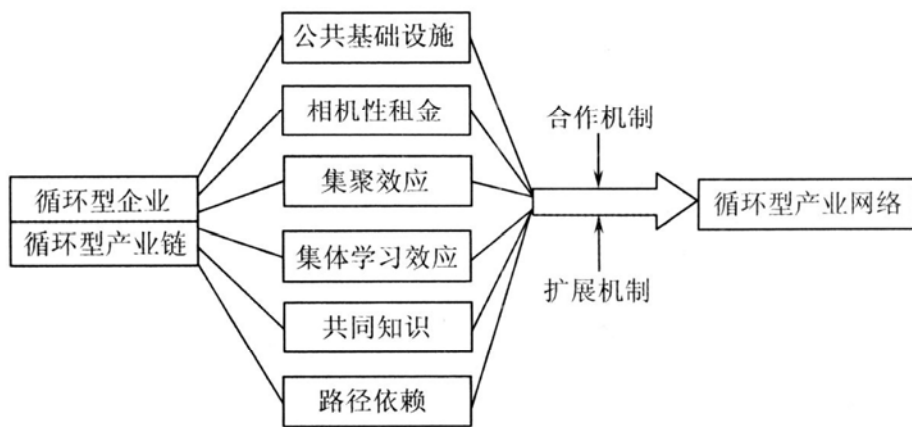 循环型企业
循环型产业链
公共基础设施
相机性租金
集聚效应
集体学习效应
共同知识
路径依赖
合作机制
扩展机制
循环型产业网络